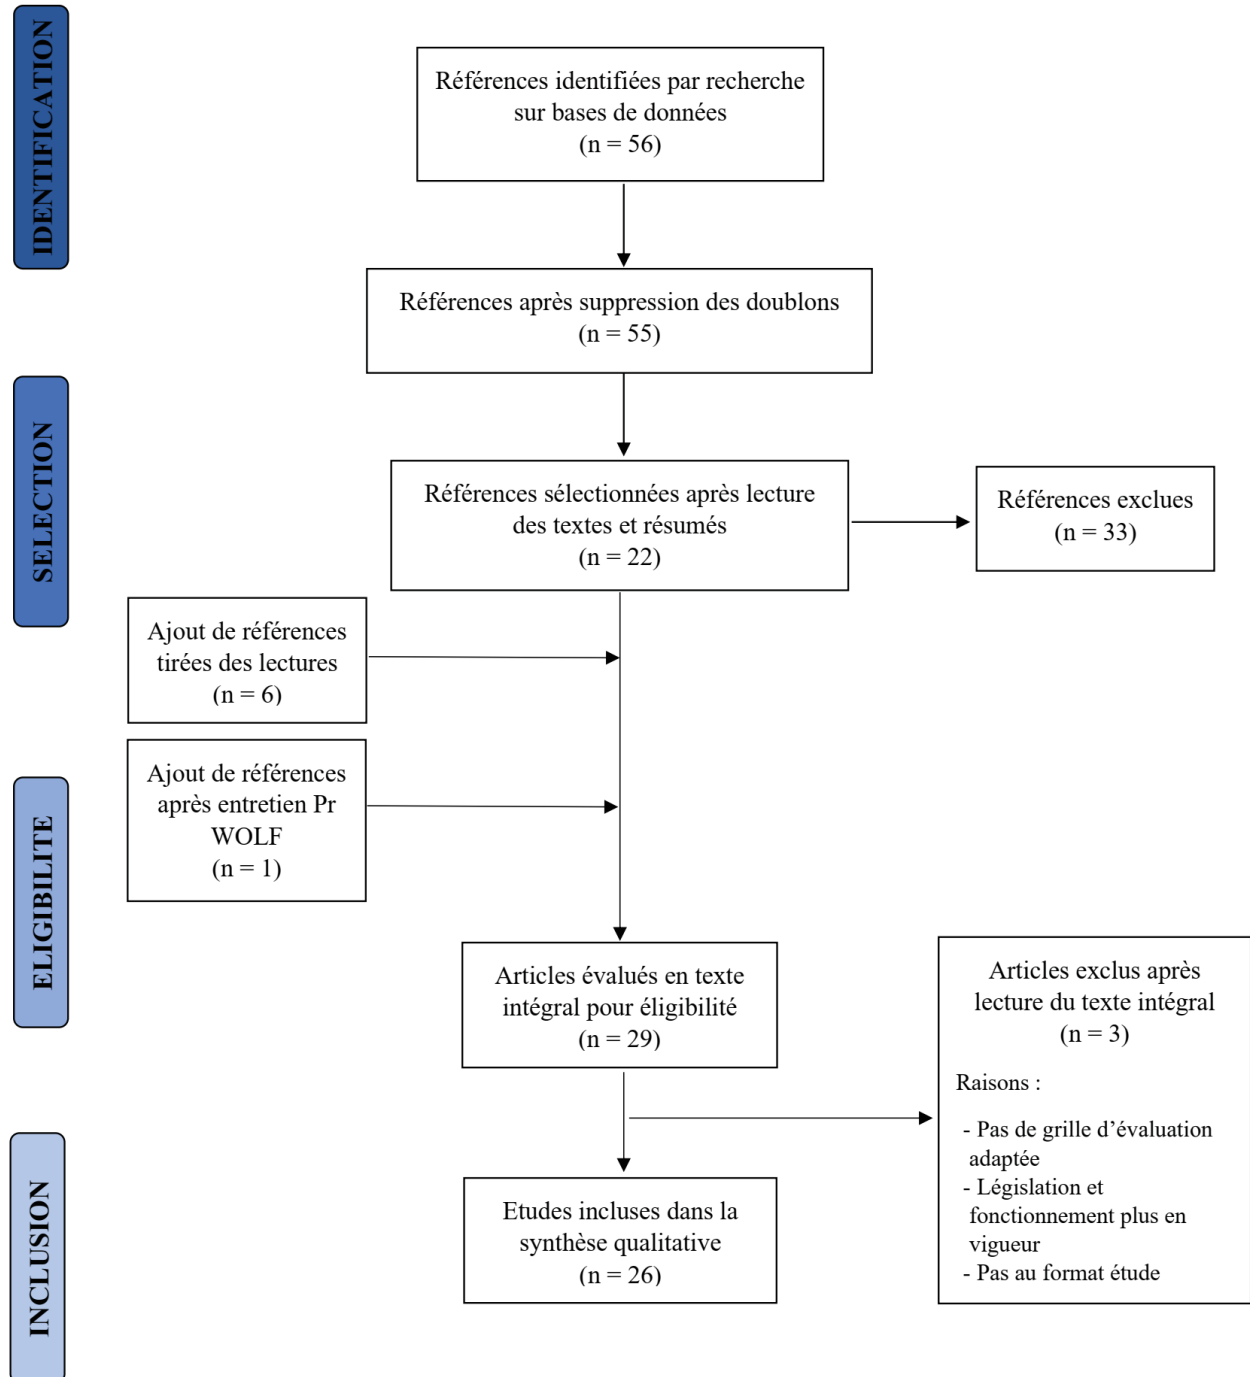 IDENTIFICATION
Références identifiées par recherche
sur bases de données
(n = 56)
Références après suppression des doublons
(n = 55)
SELECTION
Références sélectionnées après lecture
des textes et résumés
(n = 22)
Références exclues
(n = 33)
Ajout de références
tirées des lectures
(n = 6)
Ajout de références
après entretien Pr
WOLF
(n = 1)
ELIGIBILITE
Articles évalués en texte
intégral pour éligibilité
(n = 29)
Articles exclus après
lecture du texte intégral
(n = 3)
Raisons :
- Pas de grille d’évaluation
adaptée
- Législation et
fonctionnement plus en
vigueur
- Pas au format étude
INCLUSION
Etudes incluses dans la
synthèse qualitative
(n = 26)